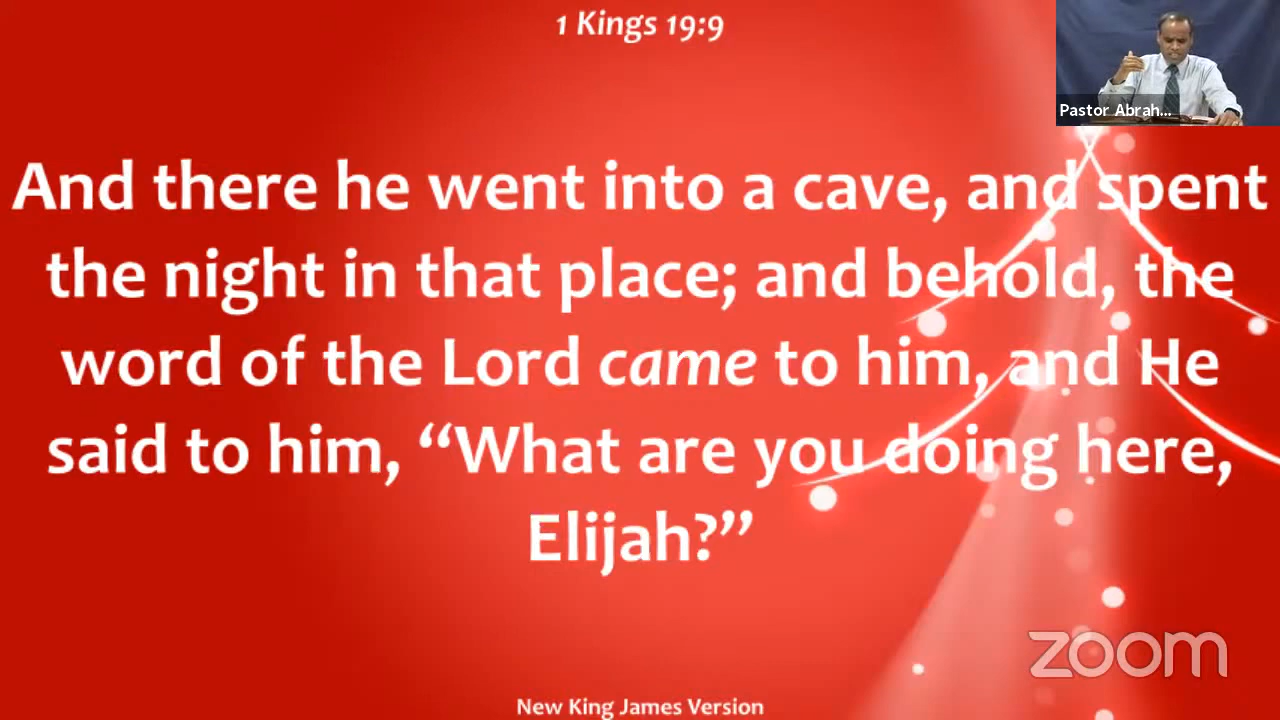 1 Kings 19:9
Pastor Abrah...
And there he went into a cave, and spent
the night in that place; and behold, the
word of the Lord came to him, and He
said to him, “What are you doing here,
Elijah?”
zoom
New King James Version